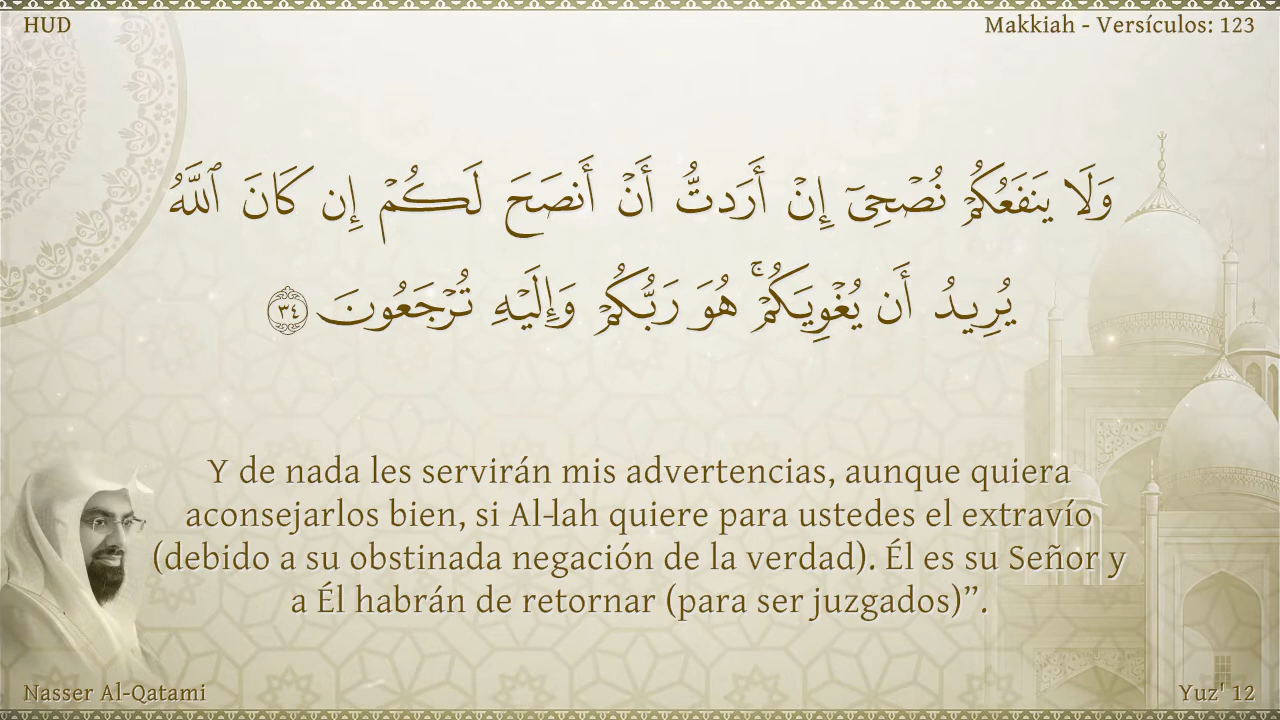 HUD
Makkiah - Versículos: 123
وَلَا يَنفَعُكُمْ نُصْحِىٓ إِنْ أَرَدتُّ أَنْ أَنصَحَ لَكُمْ إِن كَانَ ٱللَّهُ
يُرِيدُ أَن يُغْوِيَكُمْ ۚ هُوَ رَبُّكُمْ وَإِلَيْهِ تُرْجَعُونَ ٣٤
Y de nada les servirán mis advertencias, aunque quiera
aconsejarlos bien, si Al-lah quiere para ustedes el extravío
(debido a su obstinada negación de la verdad). Él es su Señor y
a Él habrán de retornar (para ser juzgados)”.
Nasser Al-Qatami
Yuz' 12